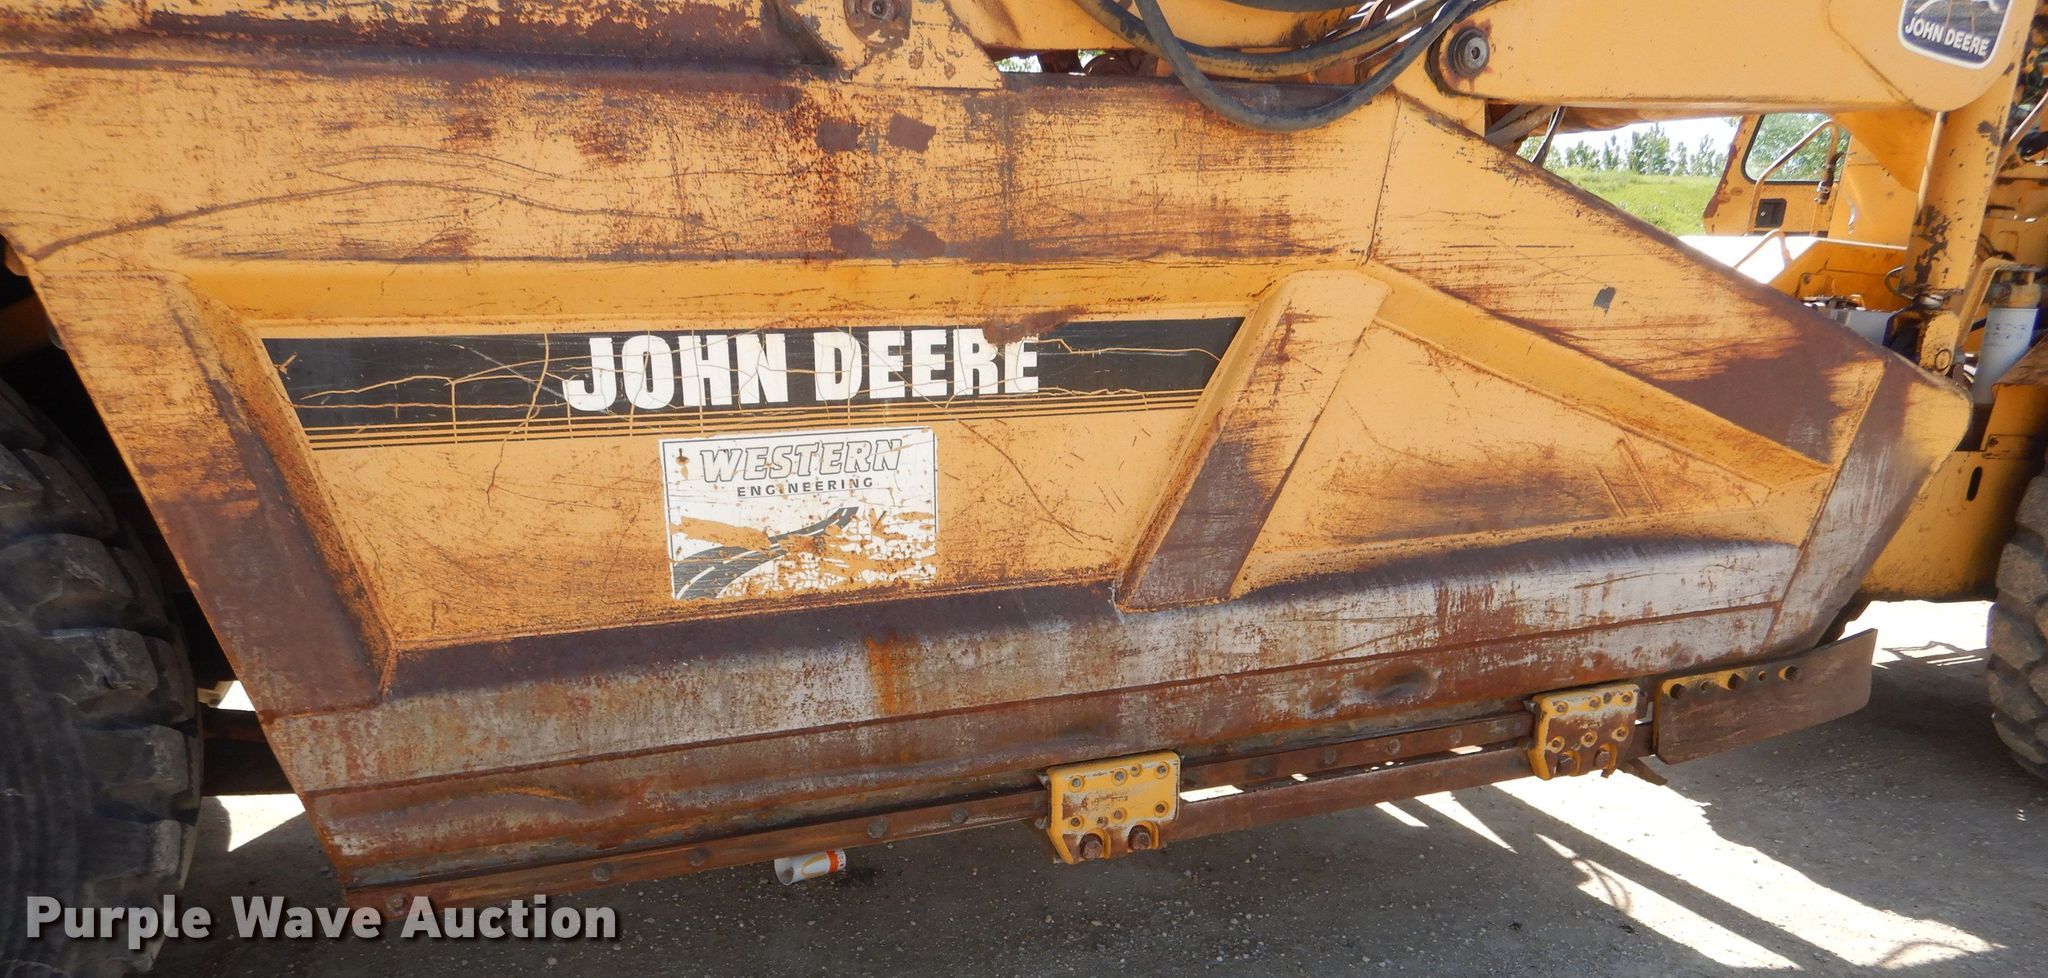 JOHN DEERE
JOHN DEERE
WESTERN
ENGINEERING
Purple Wave Auction